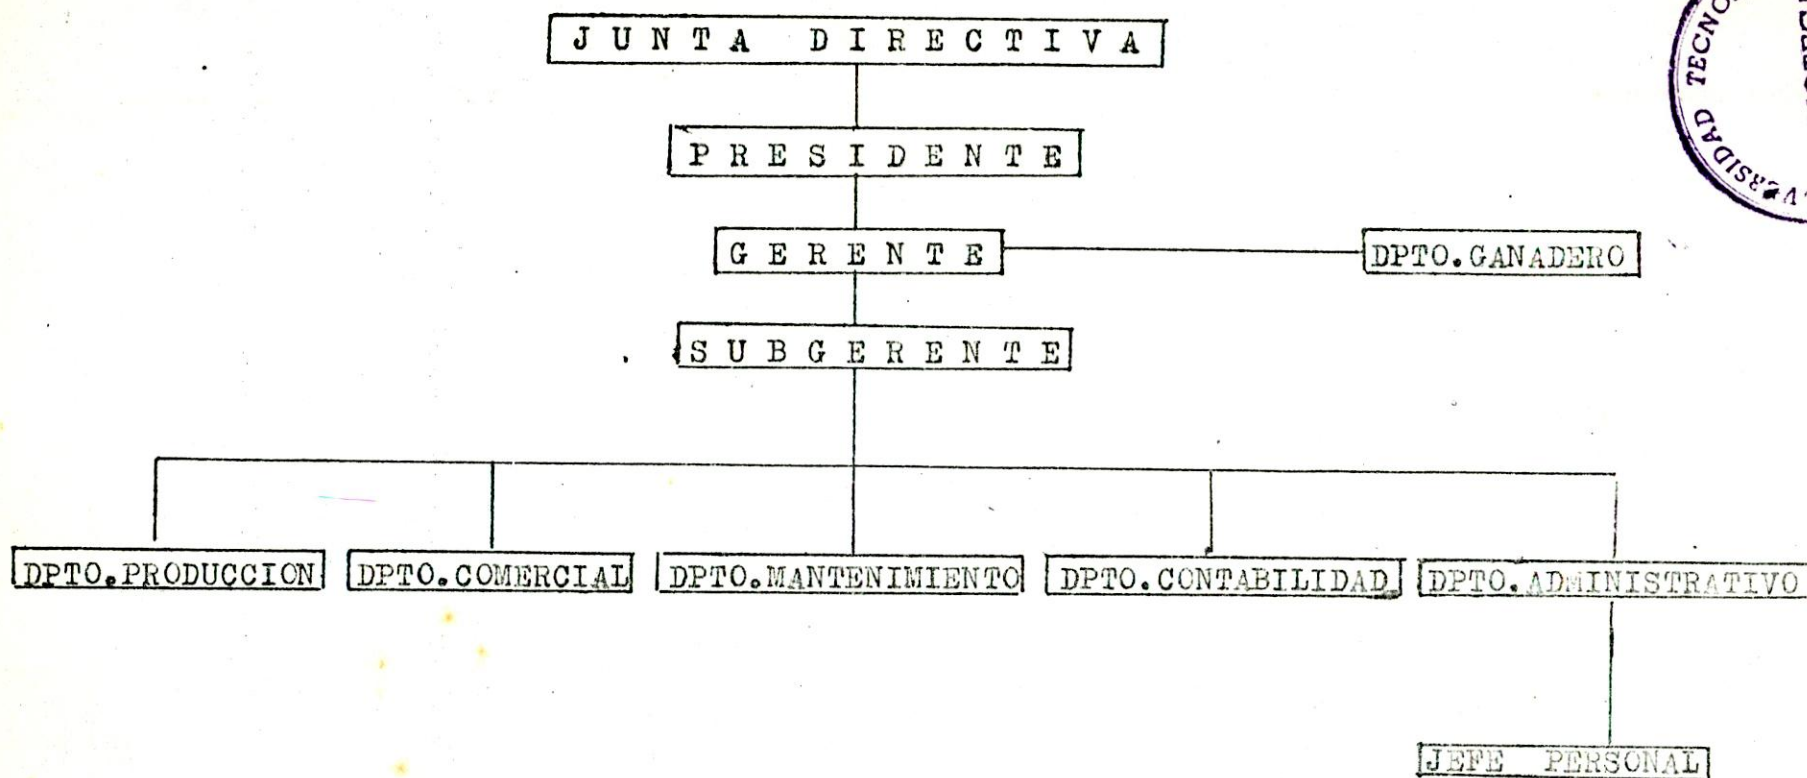 JUNTA DIRECTIVA
PRESIDENTE
GERENTE
DPTO.GANADERO
SUBGERENTE
DPTO.PRODUCCION
DPTO.COMERCIAL
DPTO.MANTENIMIENTO
DPTO.CONTABILIDAD
DPTO.ADMINISTRATIVO
JEFE PERSONAL